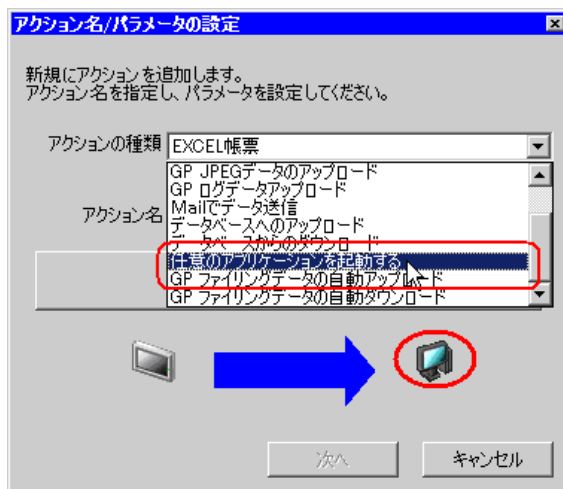 アクション名/パラメータの設定
新規にアクションを追加します。
アクション名を指定し、パラメータを設定してください。
アクションの種類 EXCEL帳票
GP JPEGデータのアップロード
GP ログデータアップロード
アクション名 Mailでデータ送信
データベースへのアップロード
データベースからのダウンロード
任意のアプリケーションを起動する
GP ファイリングデータの自動アップロード
GP ファイリングデータの自動ダウンロード
次へ キャンセル